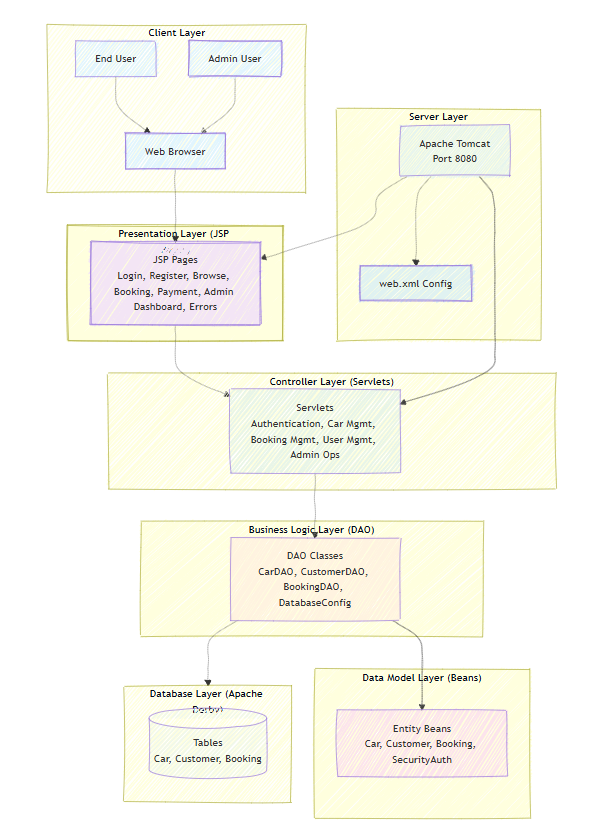 Client Layer
End User
Admin User
Web Browser
Server Layer
Apache Tomcat
Port 8080
web.xml Config
Presentation Layer (JSP
JSP Pages
Login, Register, Browse,
Booking, Payment, Admin
Dashboard, Errors
Controller Layer (Servlets)
Servlets
Authentication, Car Mgmt,
Booking Mgmt, User Mgmt,
Admin Ops
Business Logic Layer (DAO)
DAO Classes
CarDAO, CustomerDAO,
BookingDAO,
DatabaseConfig
Database Layer (Apache
Derby)
Tables
Car, Customer, Booking
Data Model Layer (Beans)
Entity Beans
Car, Customer, Booking,
SecurityAuth